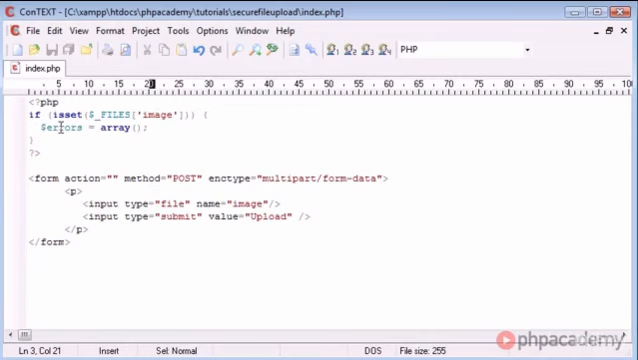 ConTEXT - [C:\xampp\htdocs\phpacademy\tutorials\securefileupload\index.php]
File Edit View Format Project Tools Options Window Help
PHP
index.php
5 10 15 20 25 30 35 40 45 50 55 60 65 70 75 80 85 90 95 100
<?php
if (isset($_FILES['image'])) {
$errors = array();
}
?>
<form action="" method="POST" enctype="multipart/form-data">
<p>
<input type="file" name="image"/>
<input type="submit" value="Upload" />
</p>
</form>
Ln 3, Col 21 Insert Sel: Normal DOS File size: 255
phpacademy